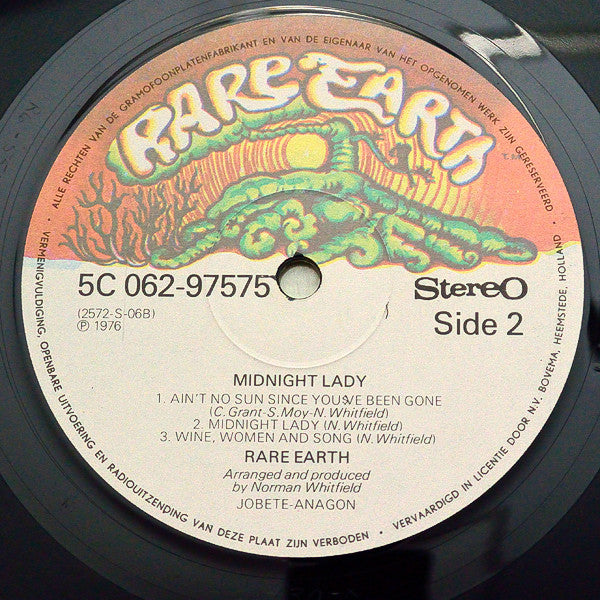 ALLE RECHTEN VAN DE GRAMOFOONPLATENFABRIKANT EN VAN DE EIGENAAR VAN HET OPGENOMEN WERK ZIJN GERESERVEERD •
RARE EARTH
T.M.
5C 062-97575
Stereo
(2572-S-06B)
℗ 1976
)
Side 2
MIDNIGHT LADY
1. AIN'T NO SUN SINCE YOU'VE BEEN GONE
(C. Grant-S. Moy-N. Whitfield)
2. MIDNIGHT LADY (N. Whitfield)
3. WINE, WOMEN AND SONG (N. Whitfield)
RARE EARTH
Arranged and produced
by Norman Whitfield
JOBETE-ANAGON
VERMENIGVULDIGING, OPENBARE UITVOERING EN RADIOUITZENDING VAN DEZE PLAAT ZIJN VERBODEN •
VERVAARDIGD IN LICENTIE DOOR N.V. BOVEMA, HEEMSTEDE, HOLLAND